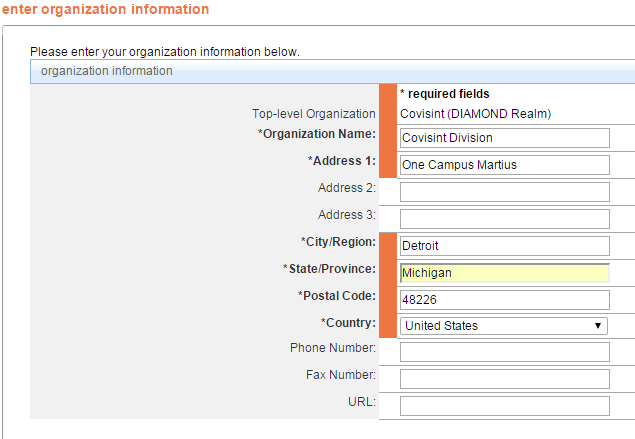 enter organization information
Please enter your organization information below.
organization information
* required fields
Top-level Organization Covisint (DIAMOND Realm)
*Organization Name: Covisint Division
*Address 1: One Campus Martius
Address 2:
Address 3:
*City/Region: Detroit
*State/Province: Michigan
*Postal Code: 48226
*Country: United States
Phone Number:
Fax Number:
URL: